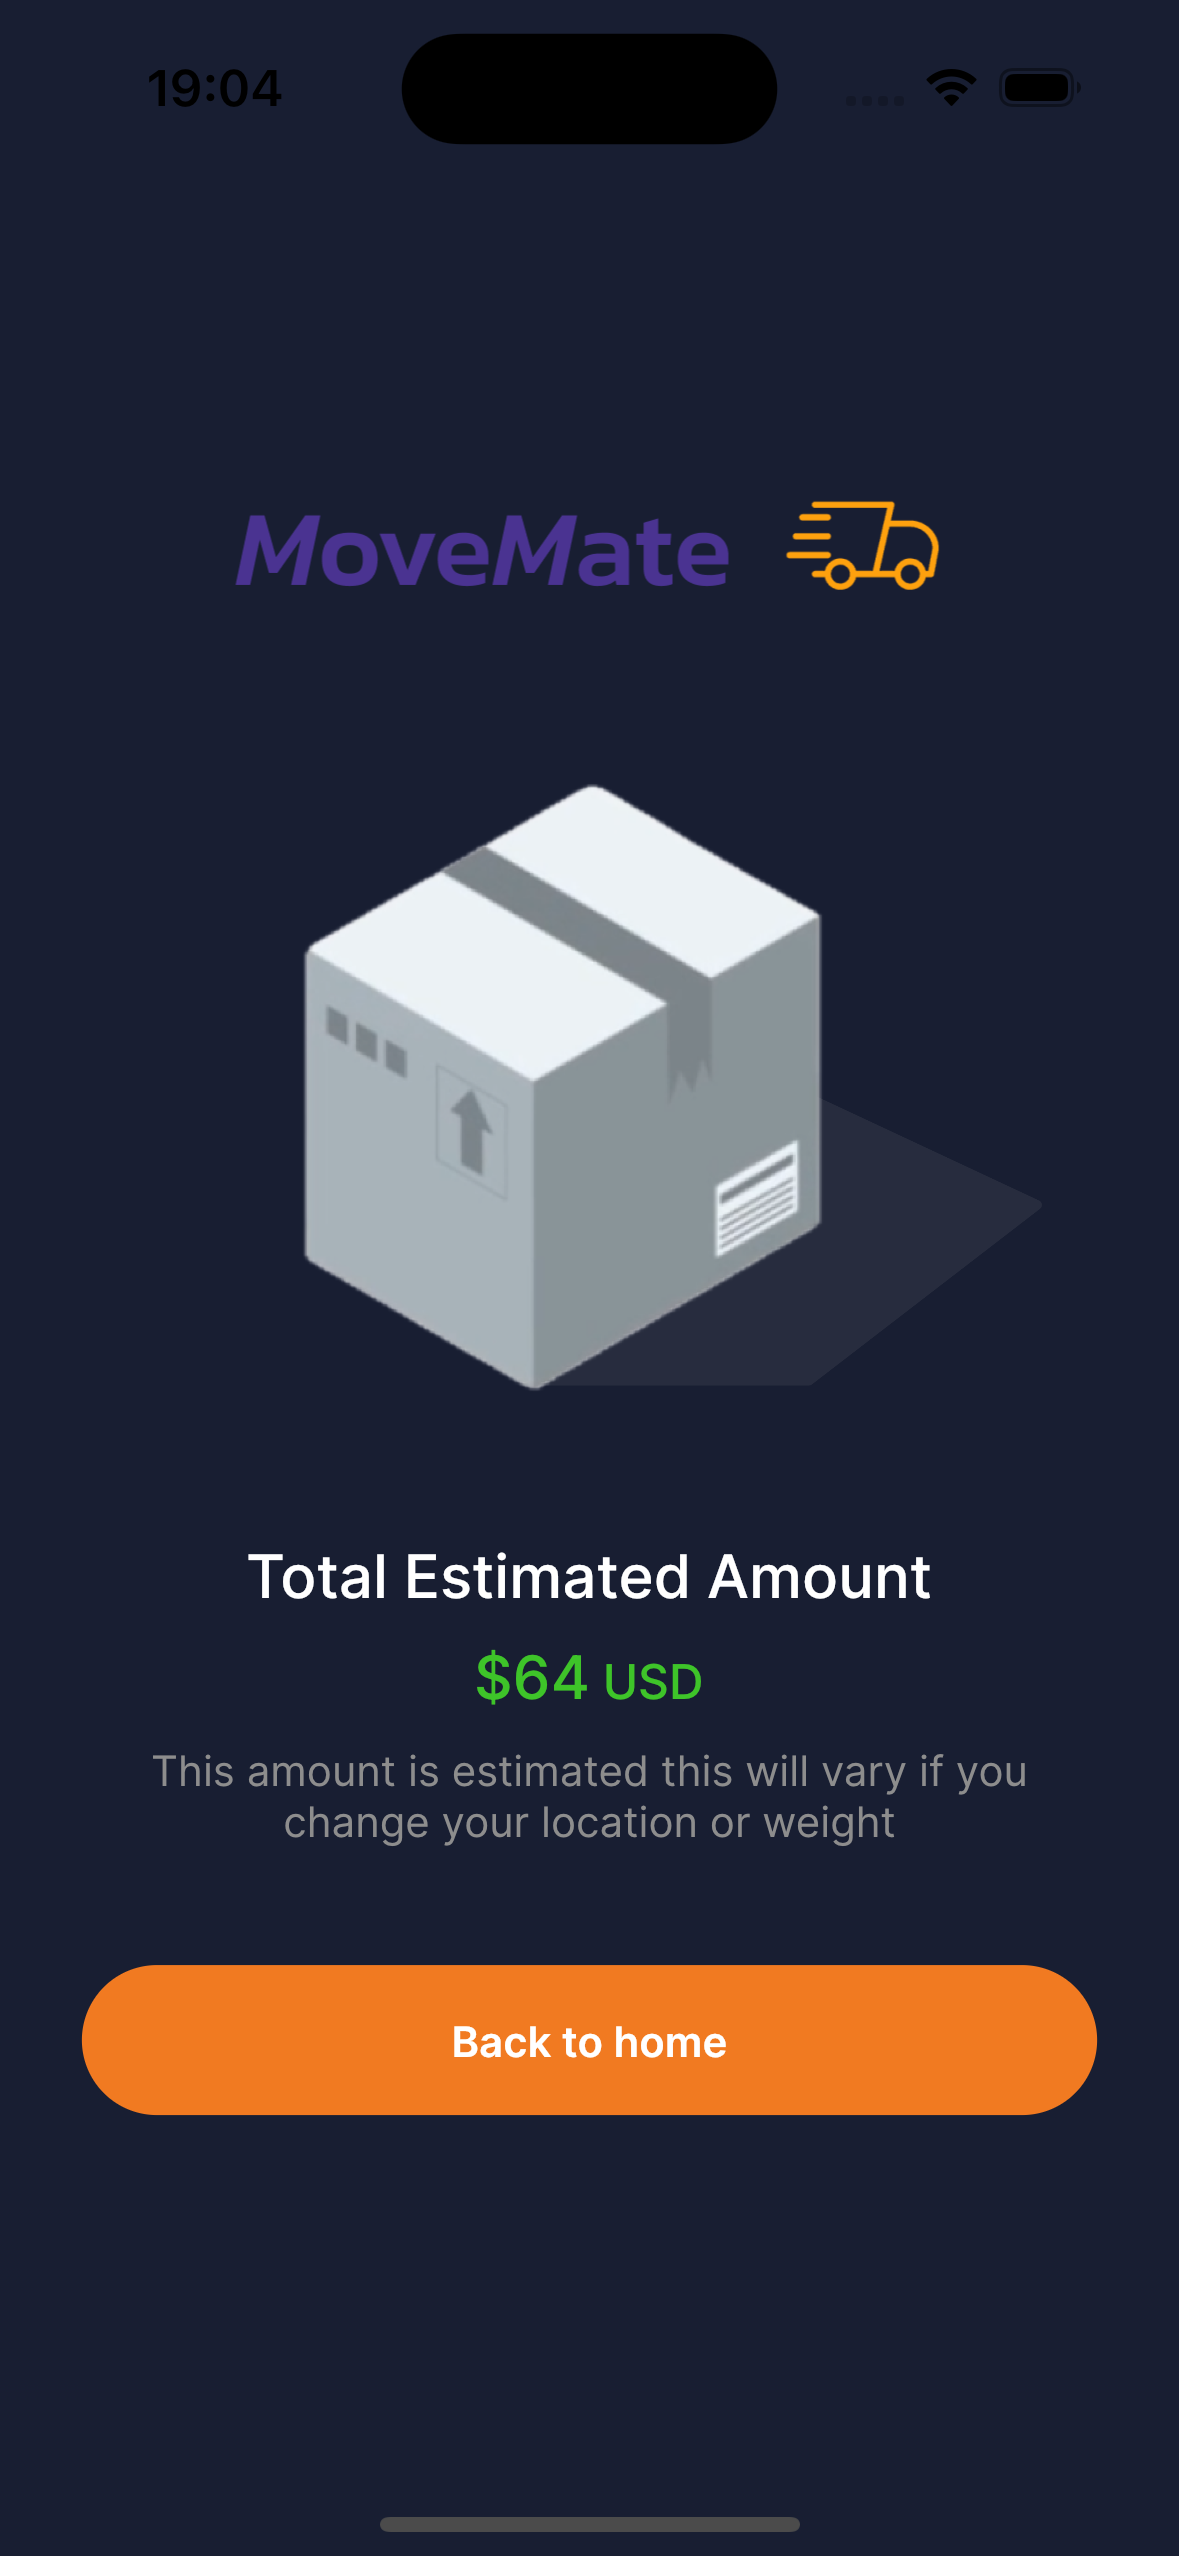 19:04
MoveMate
Total Estimated Amount
$64 USD
This amount is estimated this will vary if you
change your location or weight
Back to home